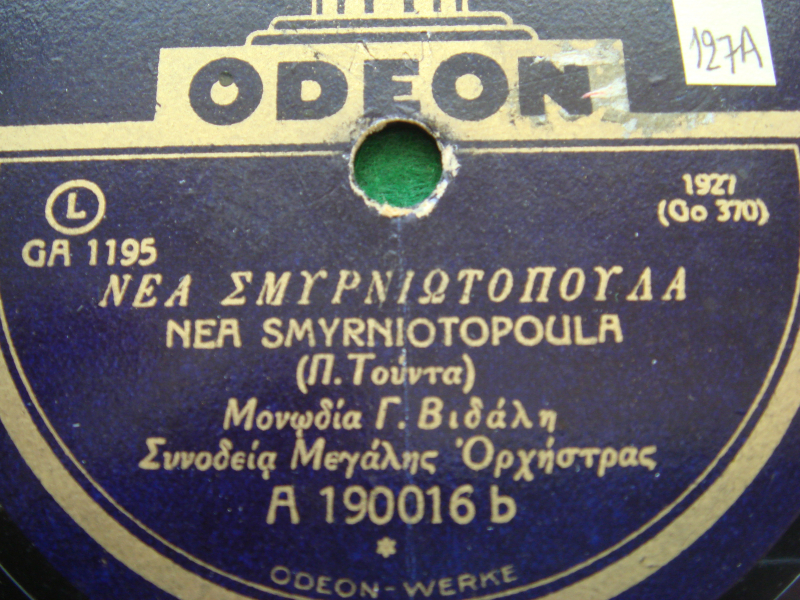 ODEON
127A
L
GA 1195
1927
(Go 370)
ΝΕΑ ΣΜΥΡΝΙΩΤΟΠΟΥΛΑ
NEA SMYRNIOTOPOULA
(Π. Τούντα)
Μονῳδία Γ. Βιδάλη
Συνοδείᾳ Μεγάλης Ὀρχήστρας
A 190016 b
*
ODEON-WERKE